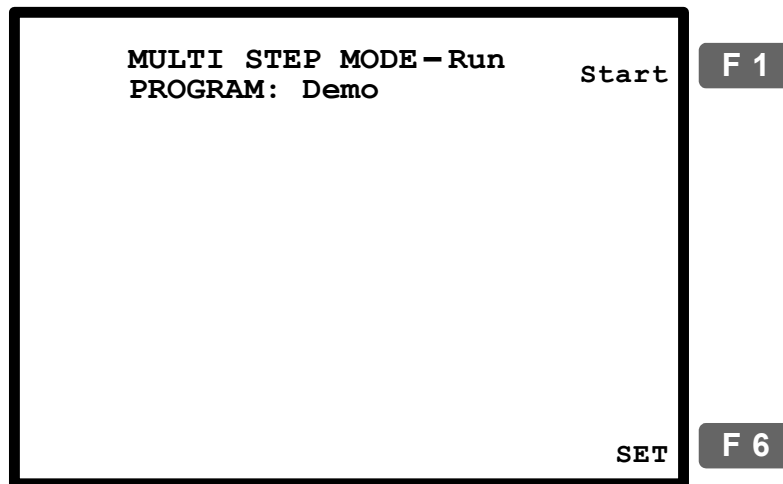 MULTI STEP MODE–Run
PROGRAM: Demo
Start
F 1
SET
F 6